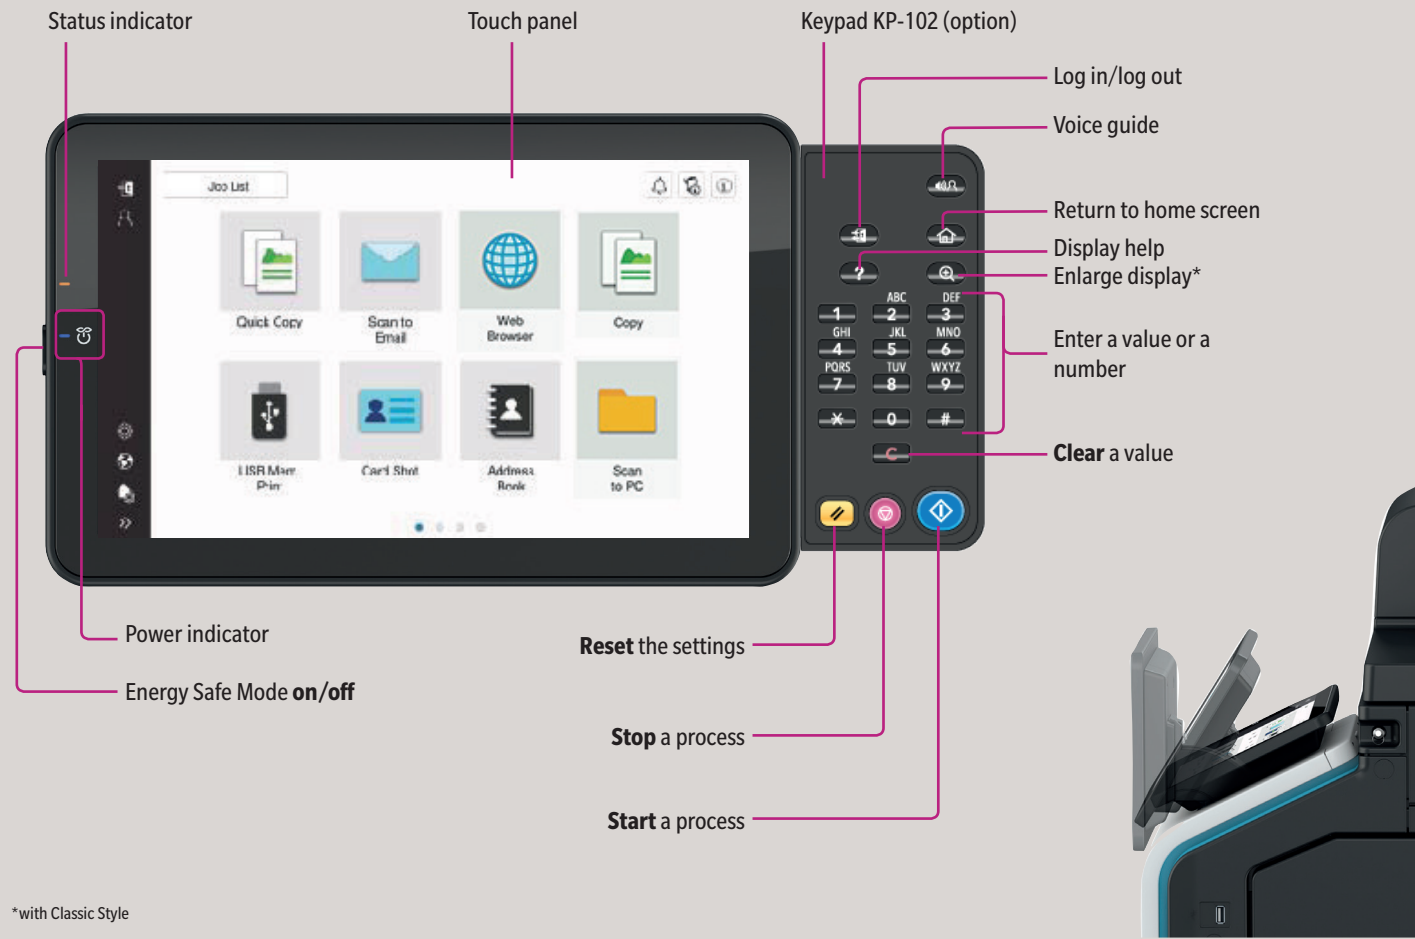 Status indicator
Touch panel
Keypad KP-102 (option)
Log in/log out
Voice guide
Return to home screen
Display help
Enlarge display*
Enter a value or a
number
Clear a value
Job List
Quick Copy
Scan to
Email
Web
Browser
Copy
USB Mem
Print
Card Shot
Address
Book
Scan
to PC
?
ABC DEF
1 2 3
GHI JKL MNO
4 5 6
PQRS TUV WXYZ
7 8 9
* 0 #
C
Power indicator
Energy Safe Mode on/off
Reset the settings
Stop a process
Start a process
*with Classic Style